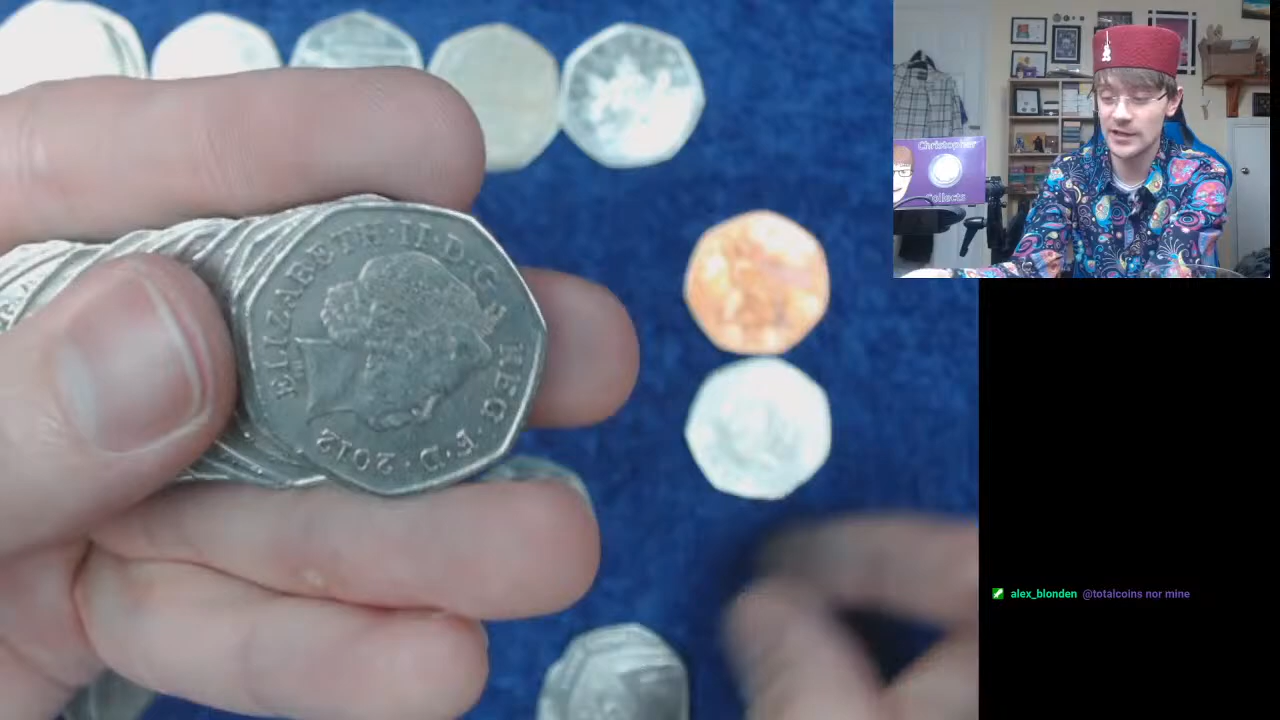 ELIZABETH·II·D·G
REG·F·D·2012
Christopher
Collects
alex_blonden @totalcoins nor mine